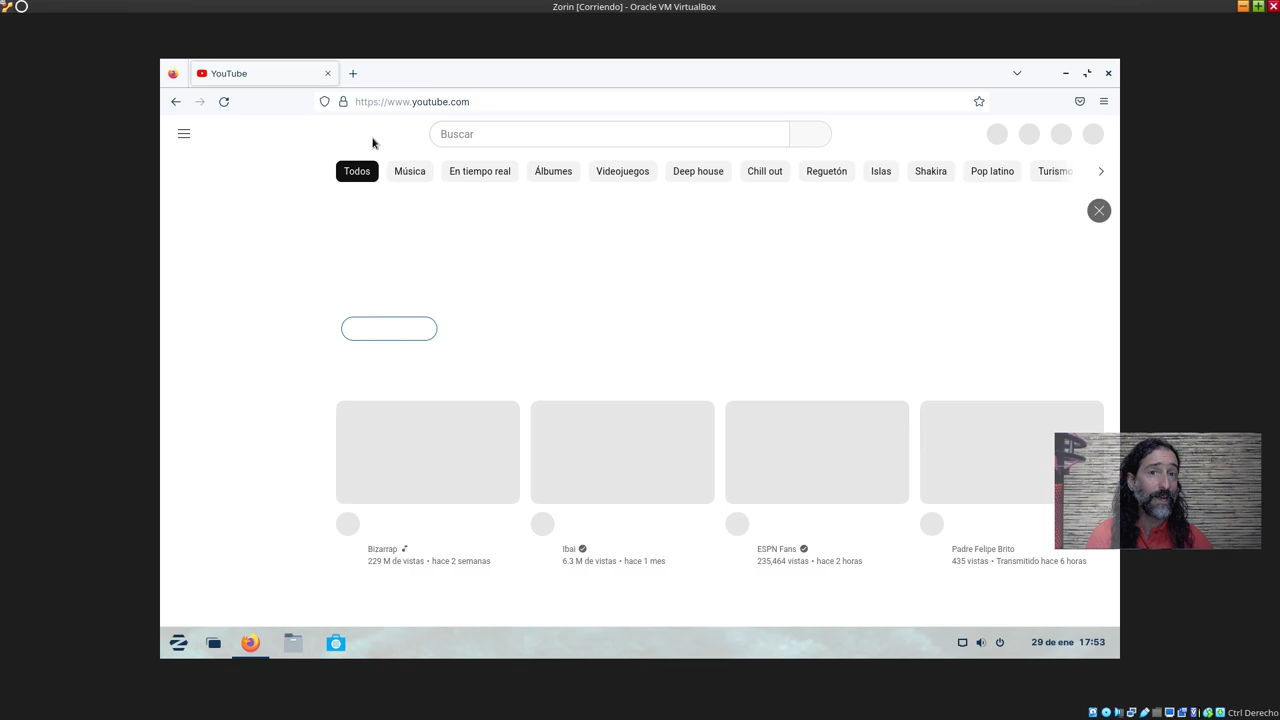 Zorin [Corriendo] - Oracle VM VirtualBox
YouTube
https://www.youtube.com
Buscar
Todos Música En tiempo real Álbumes Videojuegos Deep house Chill out Reguetón Islas Shakira Pop latino Turismo
Bizarrap Ibai ESPN Fans Padre Felipe Brito
229 M de vistas • hace 2 semanas 6.3 M de vistas • hace 1 mes 235,464 vistas • hace 2 horas 435 vistas • Transmitido hace 6 horas
29 de ene 17:53
Ctrl Derecho